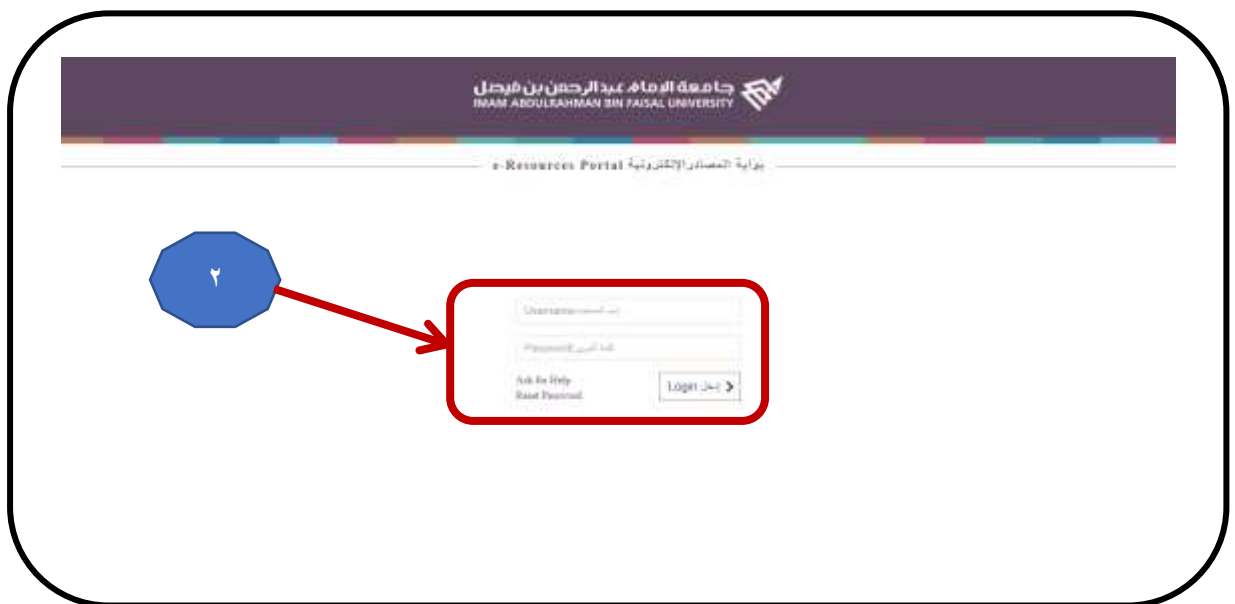 جامعة الإمام عبدالرحمن بن فيصل
IMAM ABDULRAHMAN BIN FAISAL UNIVERSITY
بوابة المصادر الإلكترونية e-Resources Portal
٢
Username
Password
Ask for Help
Reset Password
Login دخول